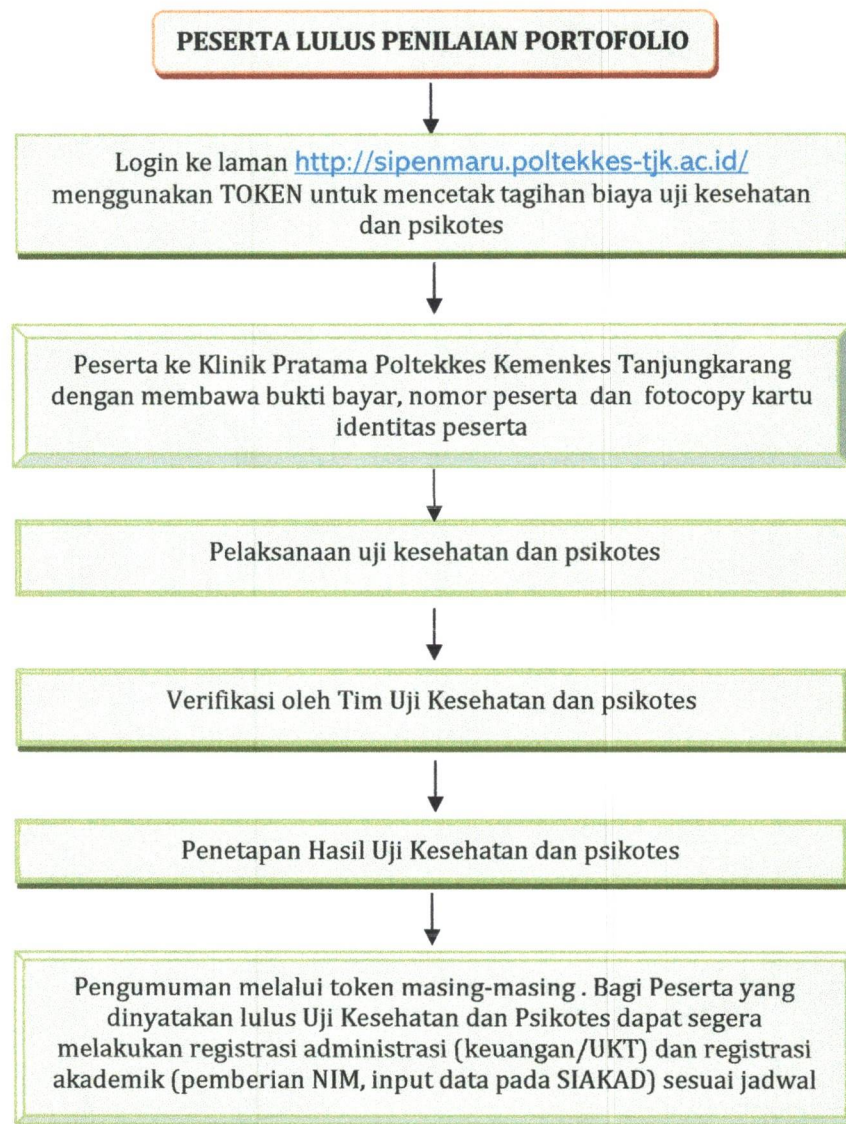 PESERTA LULUS PENILAIAN PORTOFOLIO
Login ke laman http://sipenmaru.poltekkes-tjk.ac.id/
menggunakan TOKEN untuk mencetak tagihan biaya uji kesehatan
dan psikotes
Peserta ke Klinik Pratama Poltekkes Kemenkes Tanjungkarang
dengan membawa bukti bayar, nomor peserta dan fotocopy kartu
identitas peserta
Pelaksanaan uji kesehatan dan psikotes
Verifikasi oleh Tim Uji Kesehatan dan psikotes
Penetapan Hasil Uji Kesehatan dan psikotes
Pengumuman melalui token masing-masing . Bagi Peserta yang
dinyatakan lulus Uji Kesehatan dan Psikotes dapat segera
melakukan registrasi administrasi (keuangan/UKT) dan registrasi
akademik (pemberian NIM, input data pada SIAKAD) sesuai jadwal